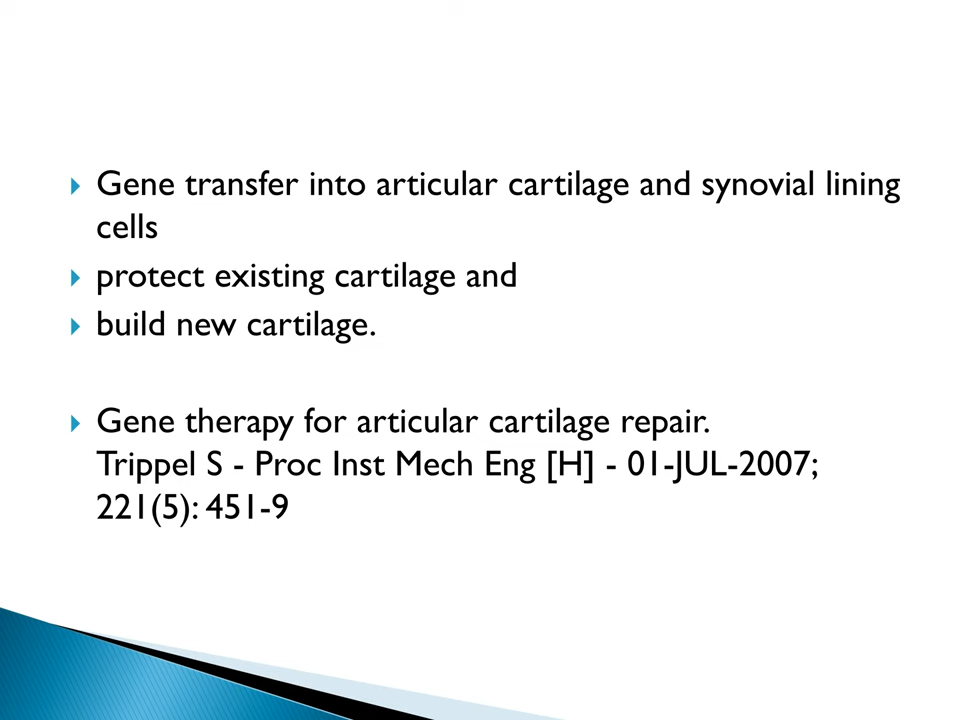 Gene transfer into articular cartilage and synovial lining
cells
protect existing cartilage and
build new cartilage.
Gene therapy for articular cartilage repair.
Trippel S - Proc Inst Mech Eng [H] - 01-JUL-2007;
221(5): 451-9